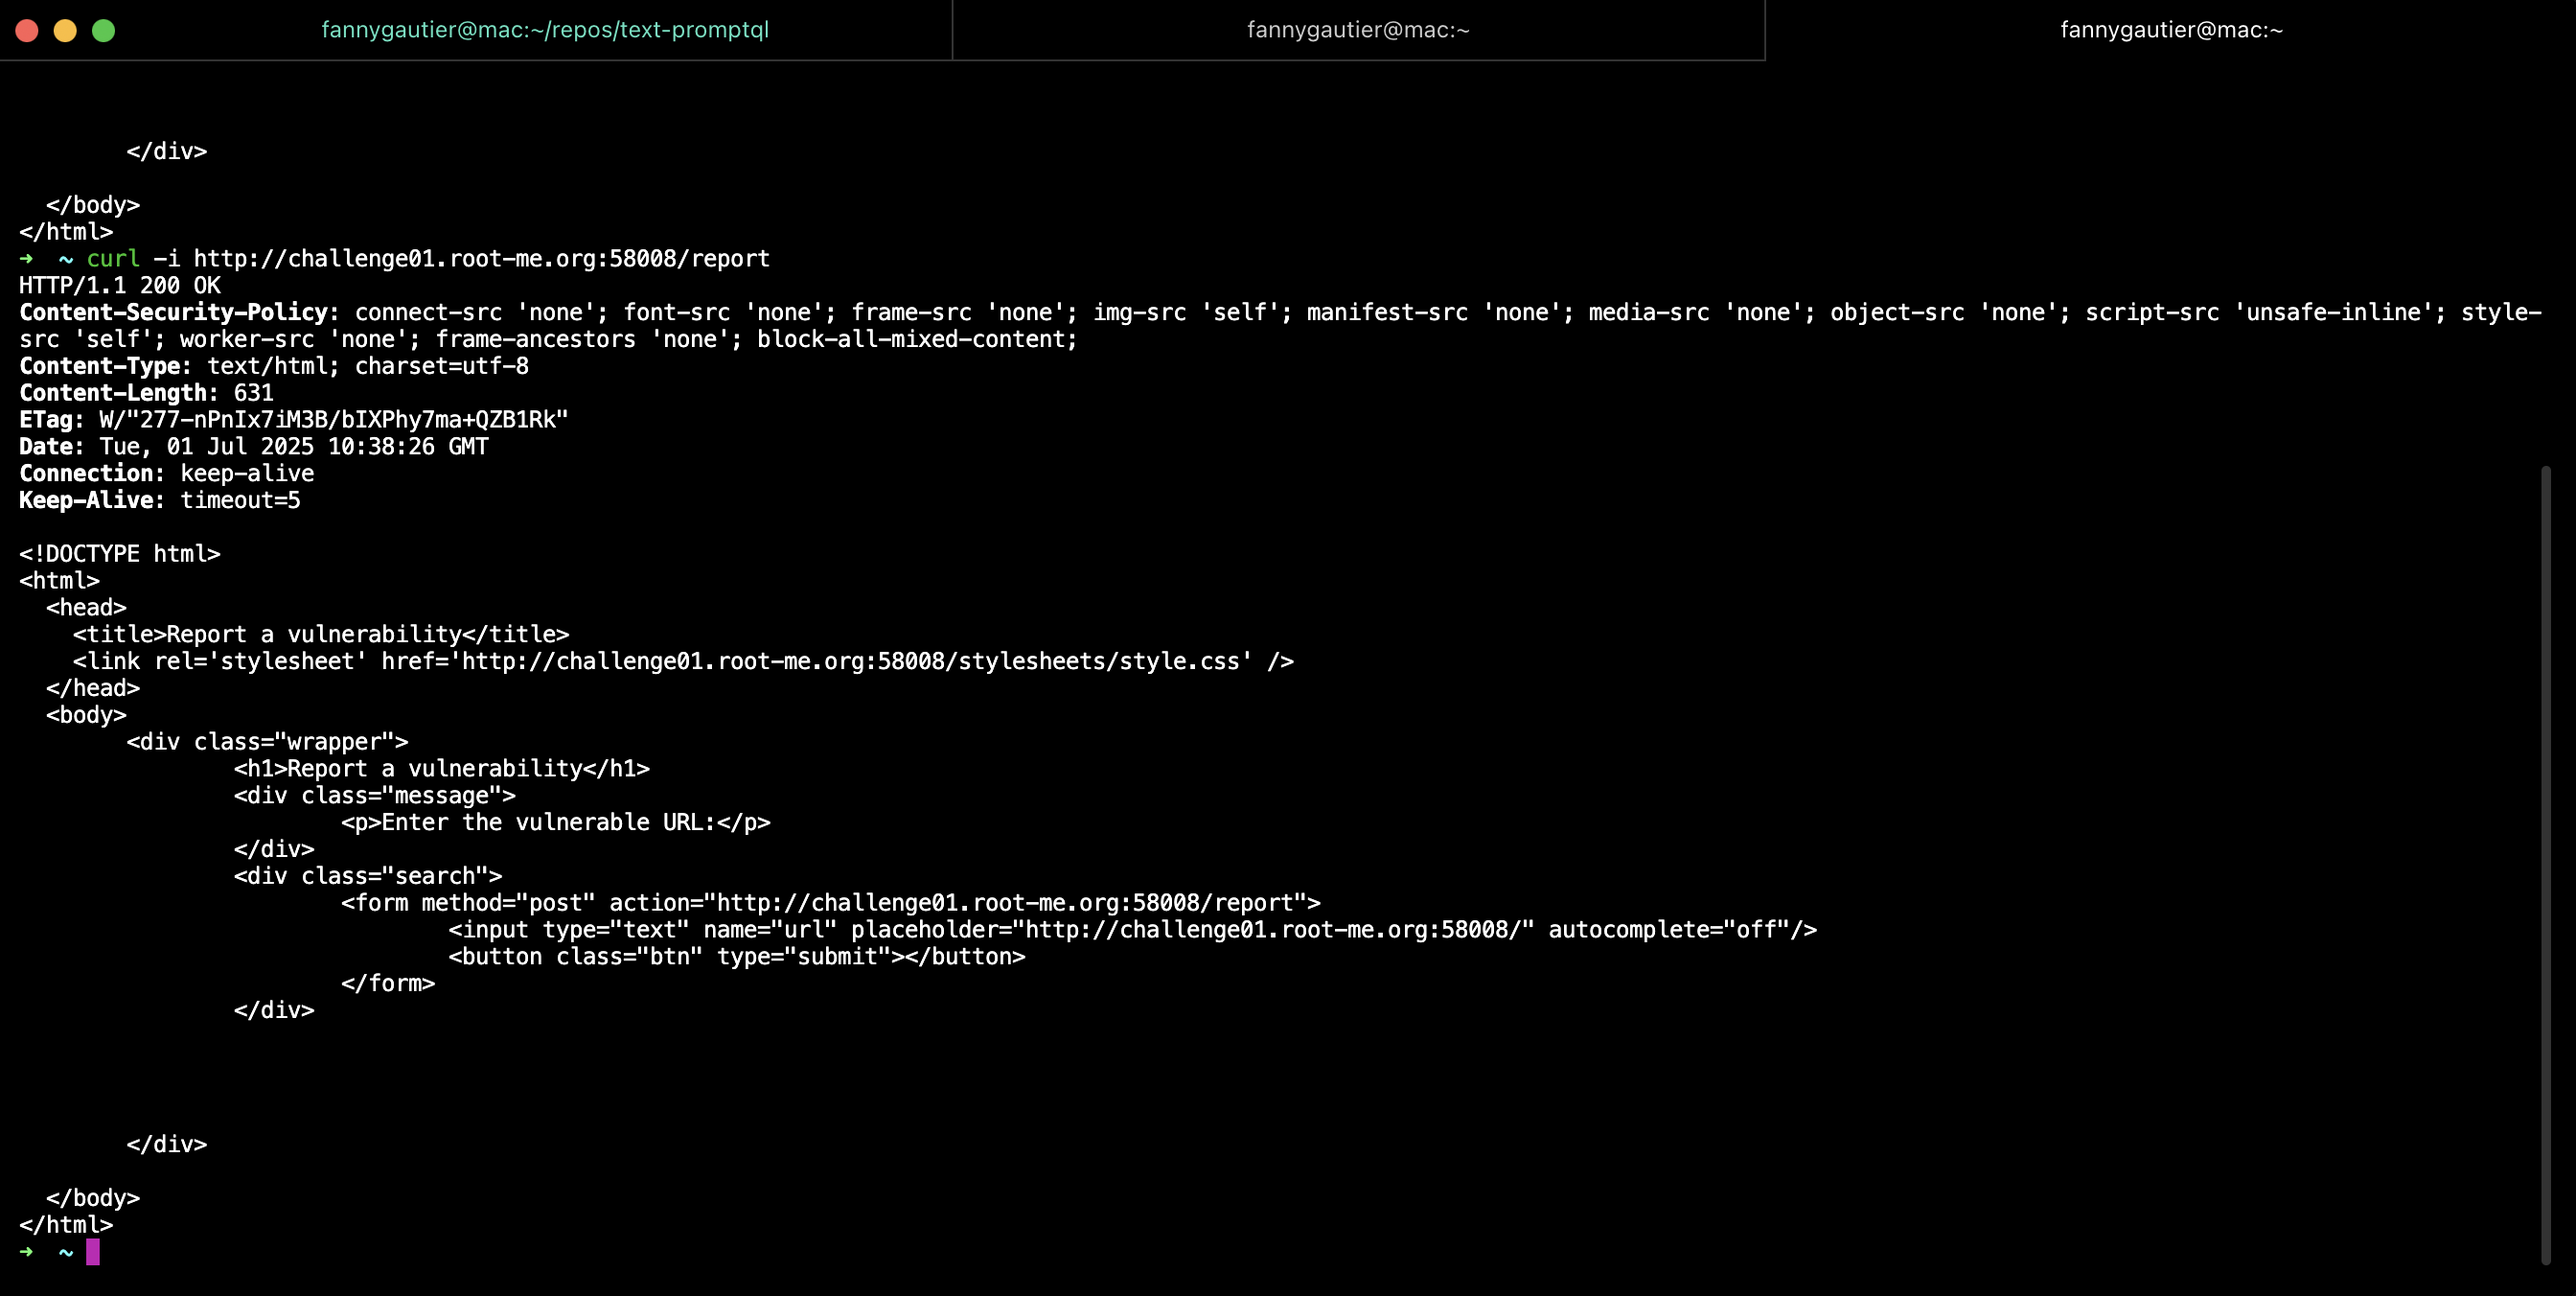 fannygautier@mac:~/repos/text-promptql
fannygautier@mac:~
fannygautier@mac:~
</div>
</body>
</html>
➜  ~ curl -i http://challenge01.root-me.org:58008/report
HTTP/1.1 200 OK
Content-Security-Policy: connect-src 'none'; font-src 'none'; frame-src 'none'; img-src 'self'; manifest-src 'none'; media-src 'none'; object-src 'none'; script-src 'unsafe-inline'; style-
src 'self'; worker-src 'none'; frame-ancestors 'none'; block-all-mixed-content;
Content-Type: text/html; charset=utf-8
Content-Length: 631
ETag: W/"277-nPnIx7iM3B/bIXPhy7ma+QZB1Rk"
Date: Tue, 01 Jul 2025 10:38:26 GMT
Connection: keep-alive
Keep-Alive: timeout=5
<!DOCTYPE html>
<html>
<head>
<title>Report a vulnerability</title>
<link rel='stylesheet' href='http://challenge01.root-me.org:58008/stylesheets/style.css' />
</head>
<body>
<div class="wrapper">
<h1>Report a vulnerability</h1>
<div class="message">
<p>Enter the vulnerable URL:</p>
</div>
<div class="search">
<form method="post" action="http://challenge01.root-me.org:58008/report">
<input type="text" name="url" placeholder="http://challenge01.root-me.org:58008/" autocomplete="off"/>
<button class="btn" type="submit"></button>
</form>
</div>
</div>
</body>
</html>
➜  ~